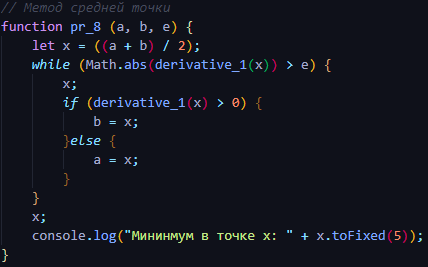 // Метод средней точки
function pr_8 (a, b, e) {
let x = ((a + b) / 2);
while (Math.abs(derivative_1(x)) > e) {
x;
if (derivative_1(x) > 0) {
b = x;
}else {
a = x;
}
}
x;
console.log("Мининмум в точке x: " + x.toFixed(5));
}